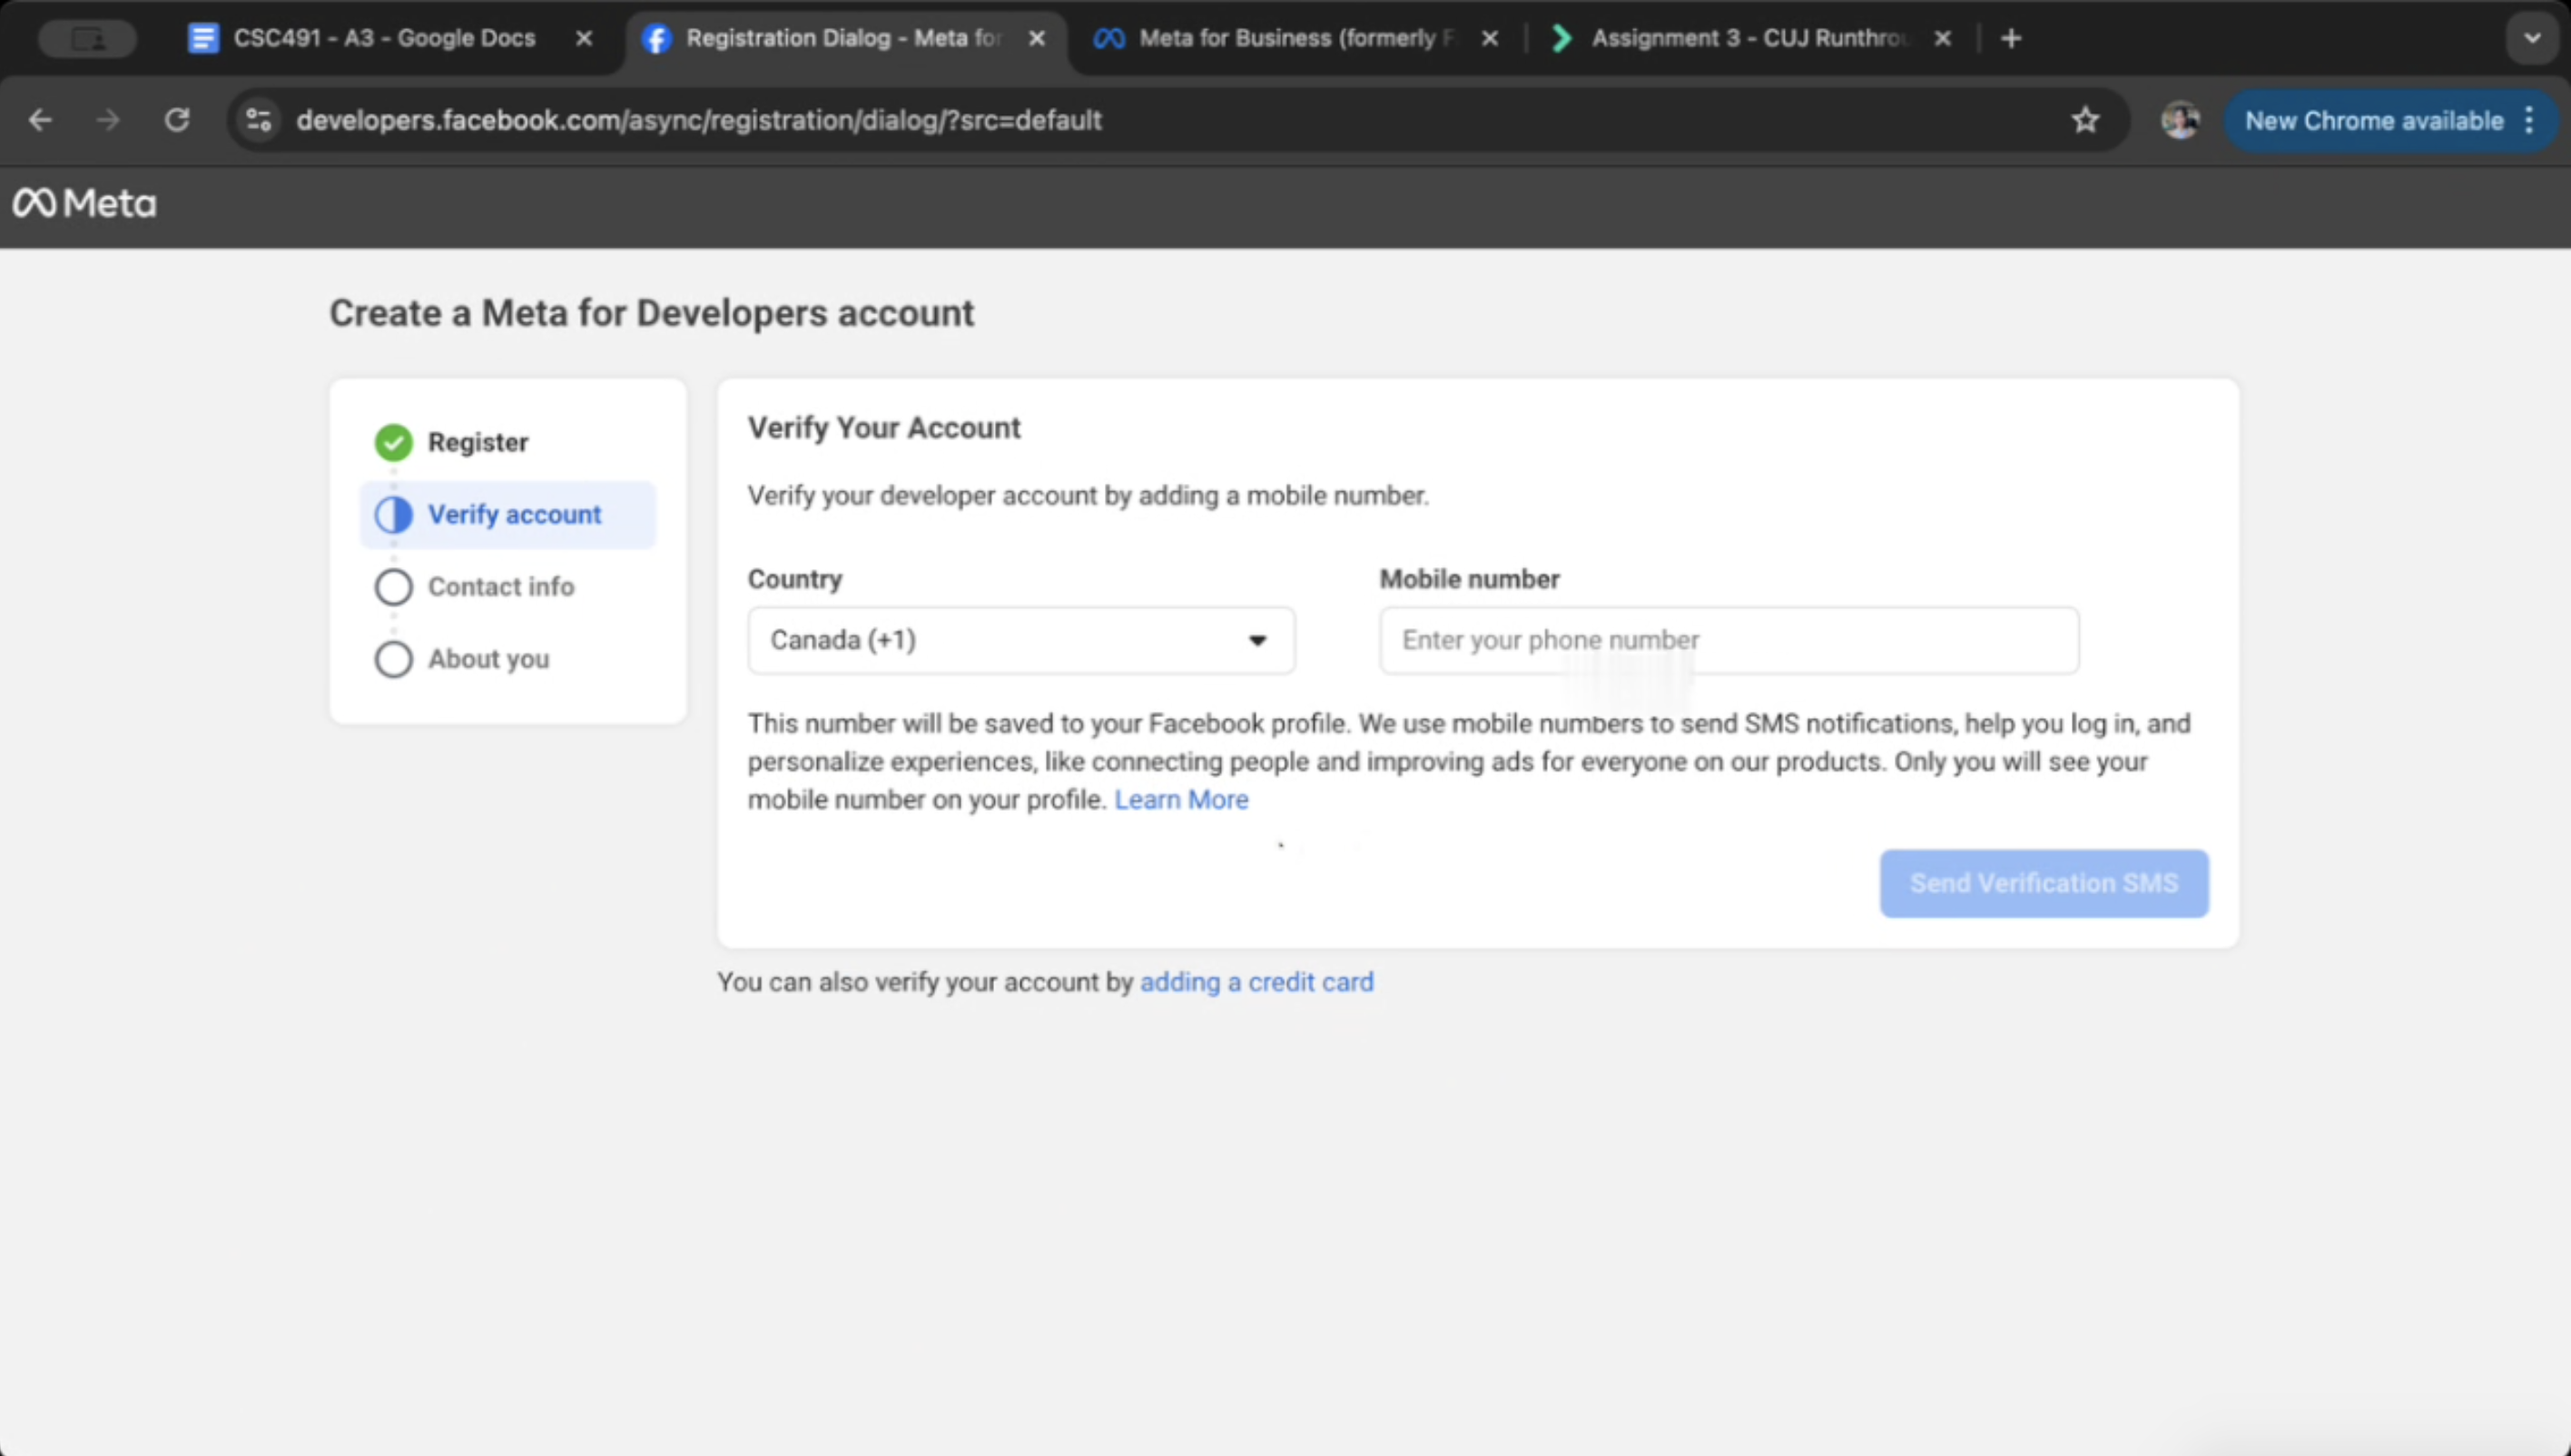 CSC491 - A3 - Google Docs
Registration Dialog - Meta for
Meta for Business (formerly F
Assignment 3 - CUJ Runthrou
developers.facebook.com/async/registration/dialog/?src=default
New Chrome available
Meta
Create a Meta for Developers account
Register
Verify account
Contact info
About you
Verify Your Account
Verify your developer account by adding a mobile number.
Country
Mobile number
Canada (+1)
Enter your phone number
This number will be saved to your Facebook profile. We use mobile numbers to send SMS notifications, help you log in, and
personalize experiences, like connecting people and improving ads for everyone on our products. Only you will see your
mobile number on your profile. Learn More
Send Verification SMS
You can also verify your account by adding a credit card